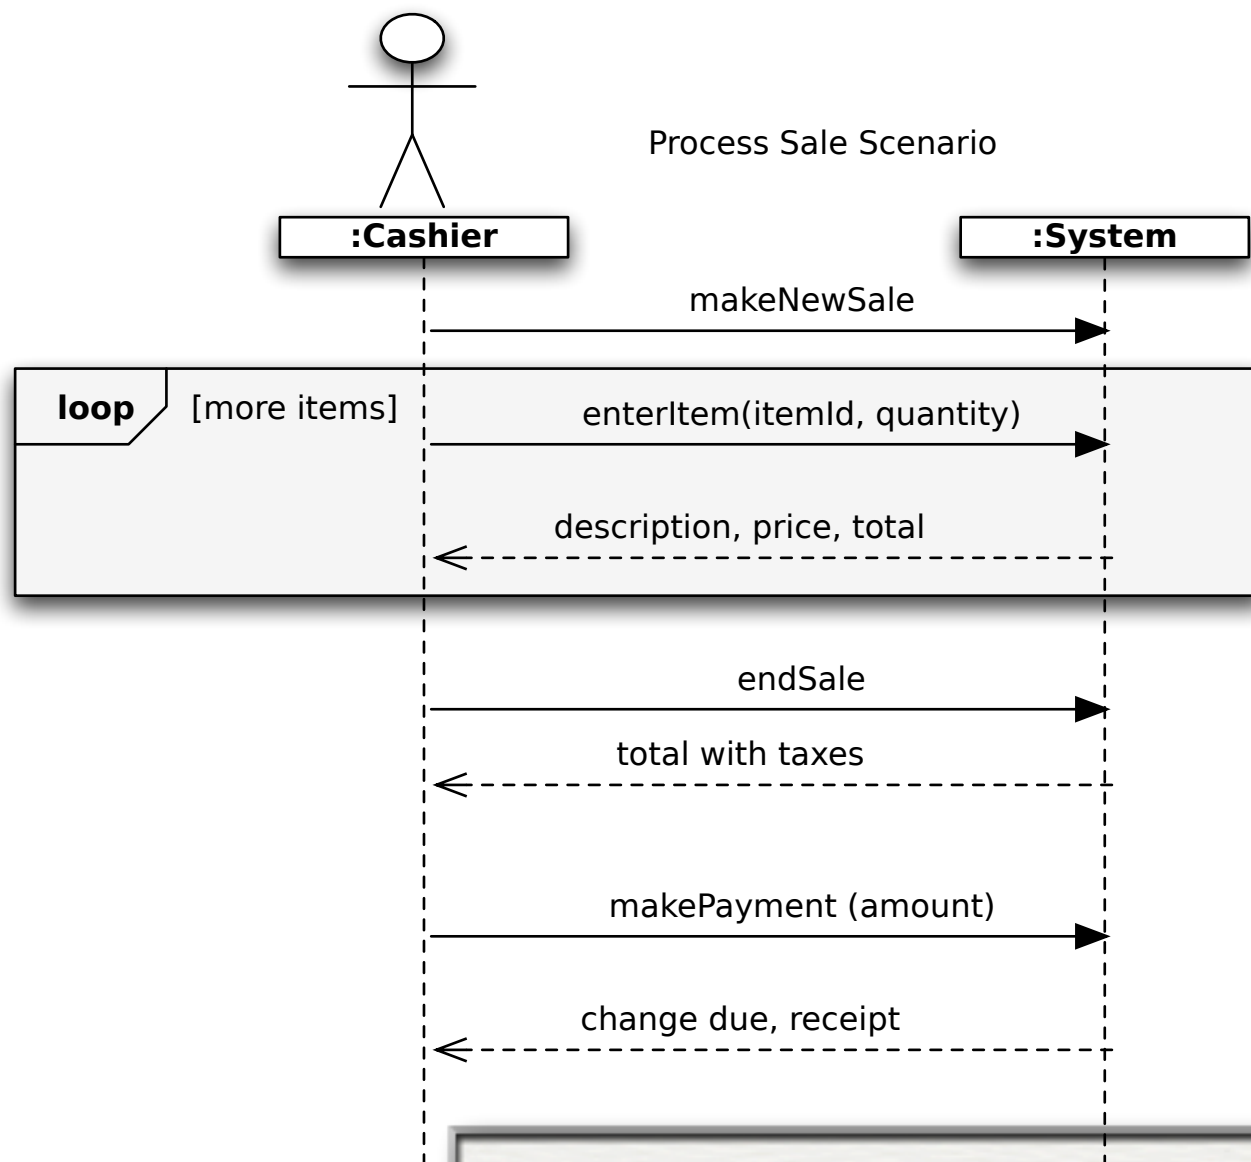 Process Sale Scenario
:Cashier
:System
makeNewSale
loop
[more items]
enterItem(itemId, quantity)
description, price, total
endSale
total with taxes
makePayment (amount)
change due, receipt